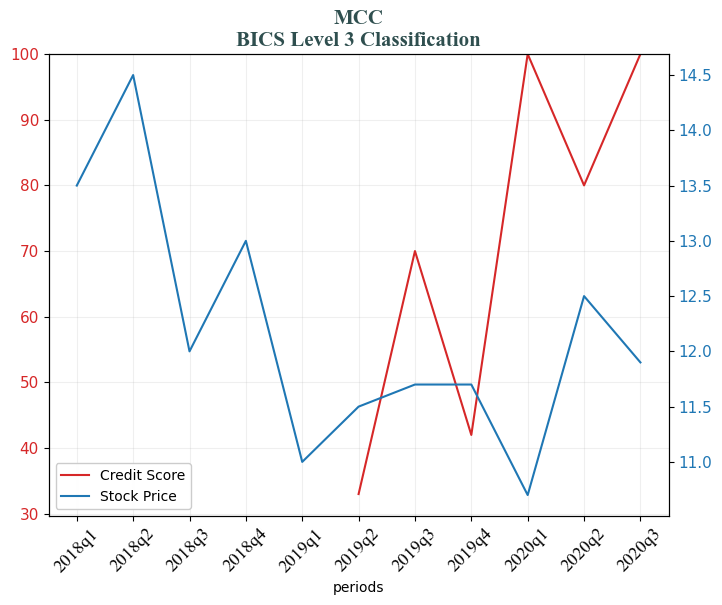 MCC
BICS Level 3 Classification
100
90
80
70
60
50
40
30
14.5
14.0
13.5
13.0
12.5
12.0
11.5
11.0
Credit Score
Stock Price
2018q1
2018q2
2018q3
2018q4
2019q1
2019q2
2019q3
2019q4
2020q1
2020q2
2020q3
periods